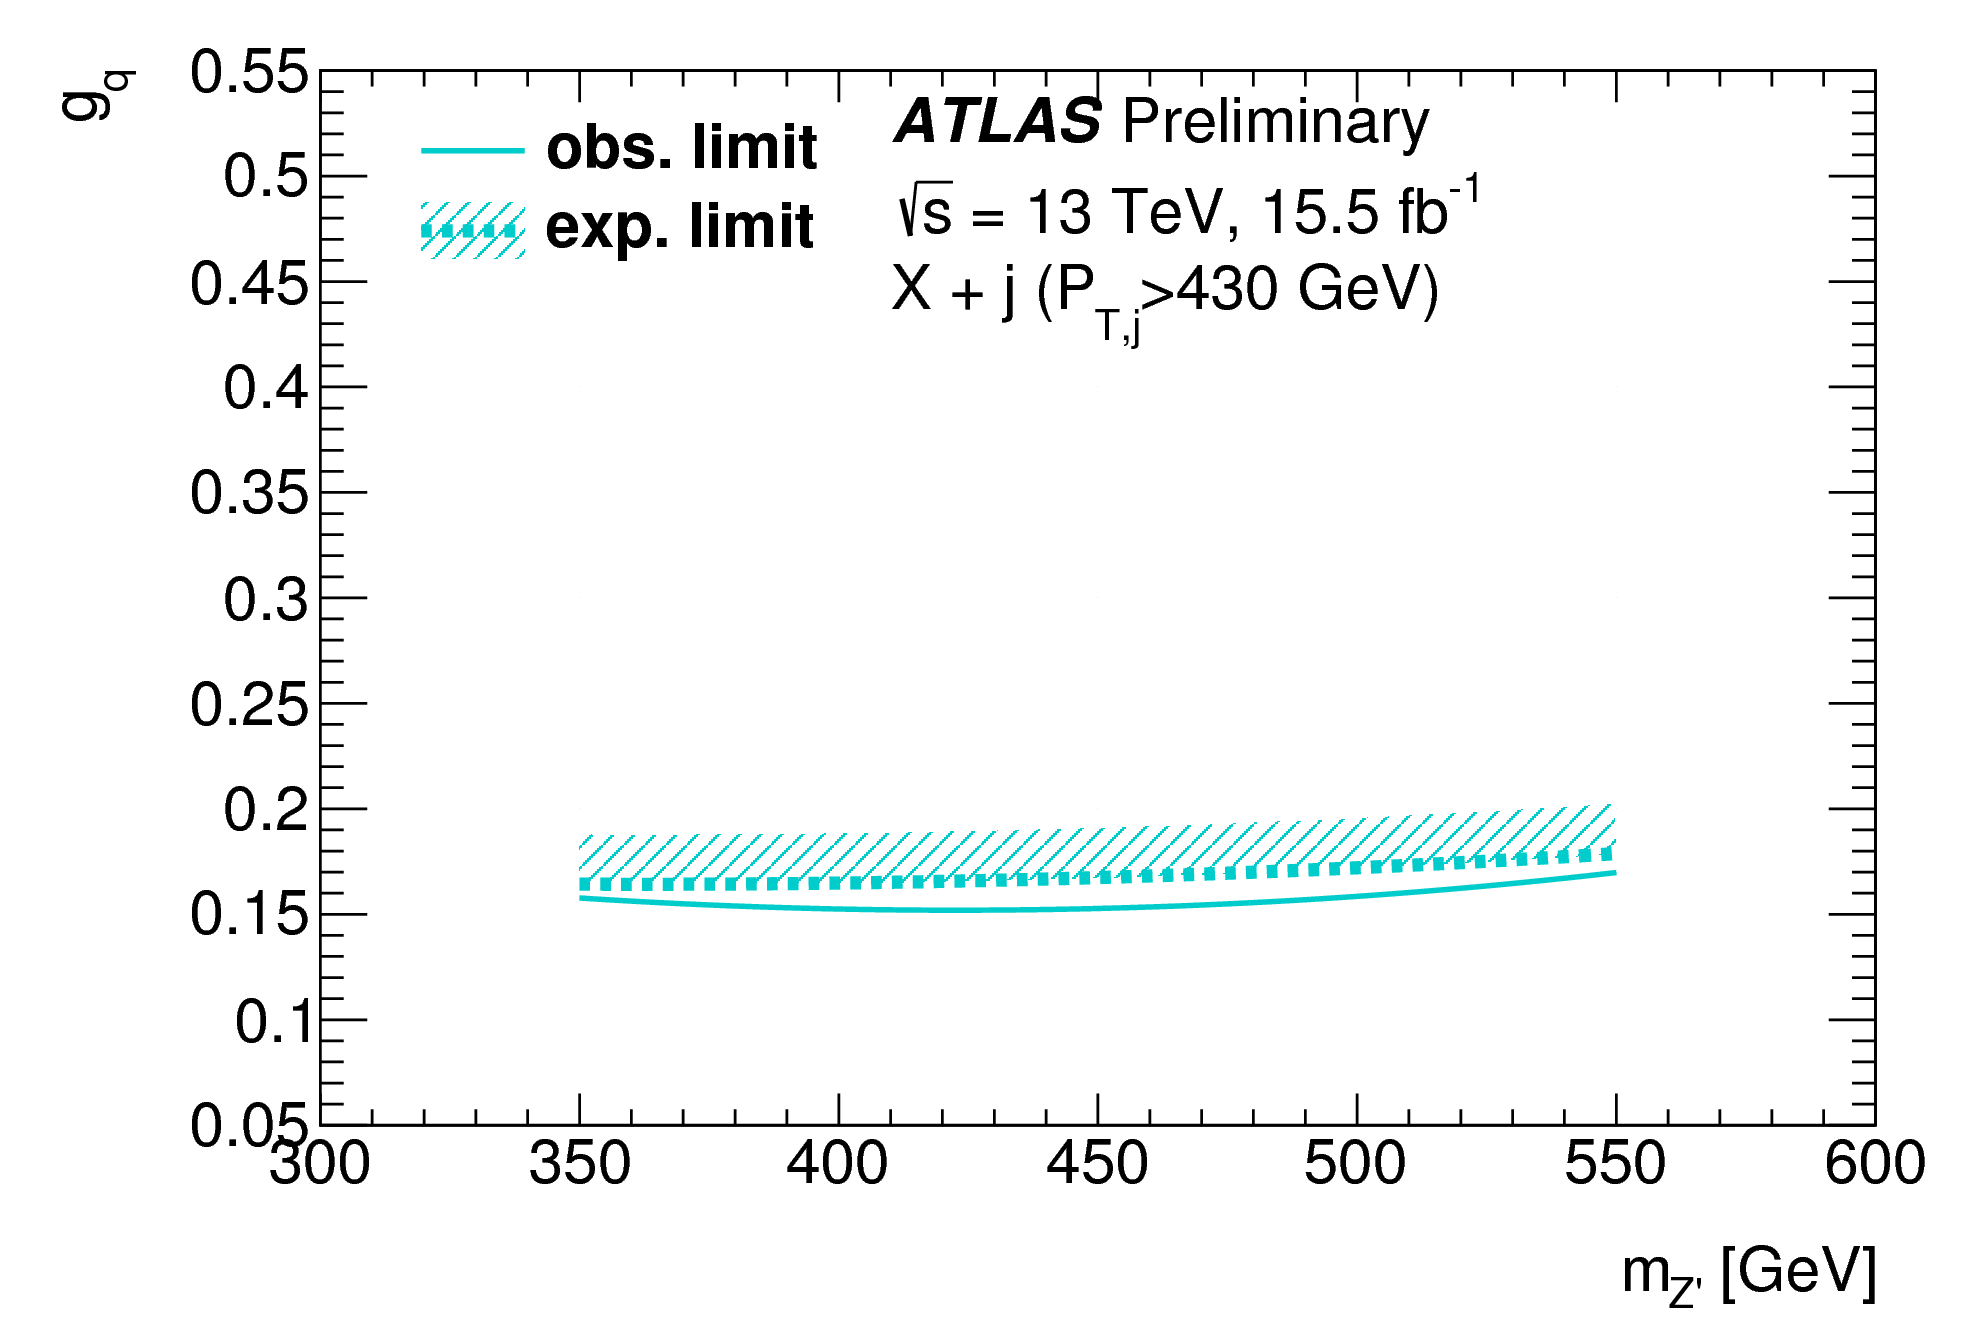 g_q
0.55
0.5
0.45
0.4
0.35
0.3
0.25
0.2
0.15
0.1
0.05
obs. limit
exp. limit
ATLAS Preliminary
√s = 13 TeV, 15.5 fb⁻¹
X + j (P_T,j>430 GeV)
300 350 400 450 500 550 600
m_Z' [GeV]